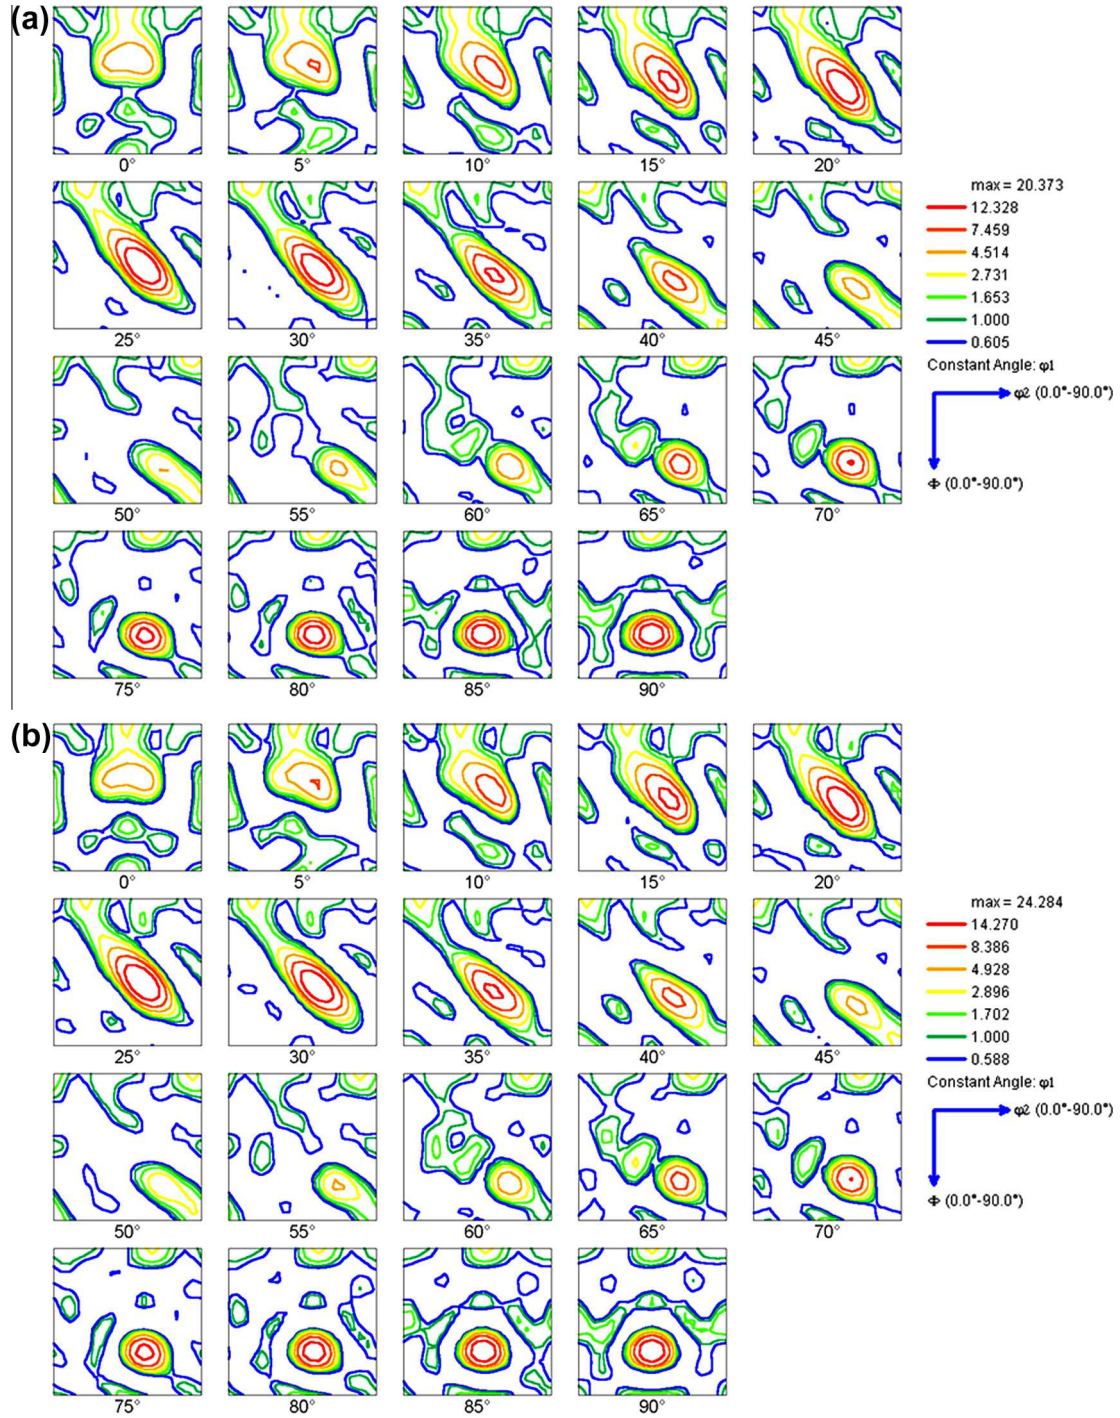 (a)
0° 5° 10° 15° 20°
max = 20.373
12.328
7.459
4.514
2.731
1.653
1.000
0.605
25° 30° 35° 40° 45°
Constant Angle: φ1
φ2 (0.0°-90.0°)
Φ (0.0°-90.0°)
50° 55° 60° 65° 70°
75° 80° 85° 90°
(b)
0° 5° 10° 15° 20°
max = 24.284
14.270
8.386
4.928
2.896
1.702
1.000
0.588
25° 30° 35° 40° 45°
Constant Angle: φ1
φ2 (0.0°-90.0°)
Φ (0.0°-90.0°)
50° 55° 60° 65° 70°
75° 80° 85° 90°